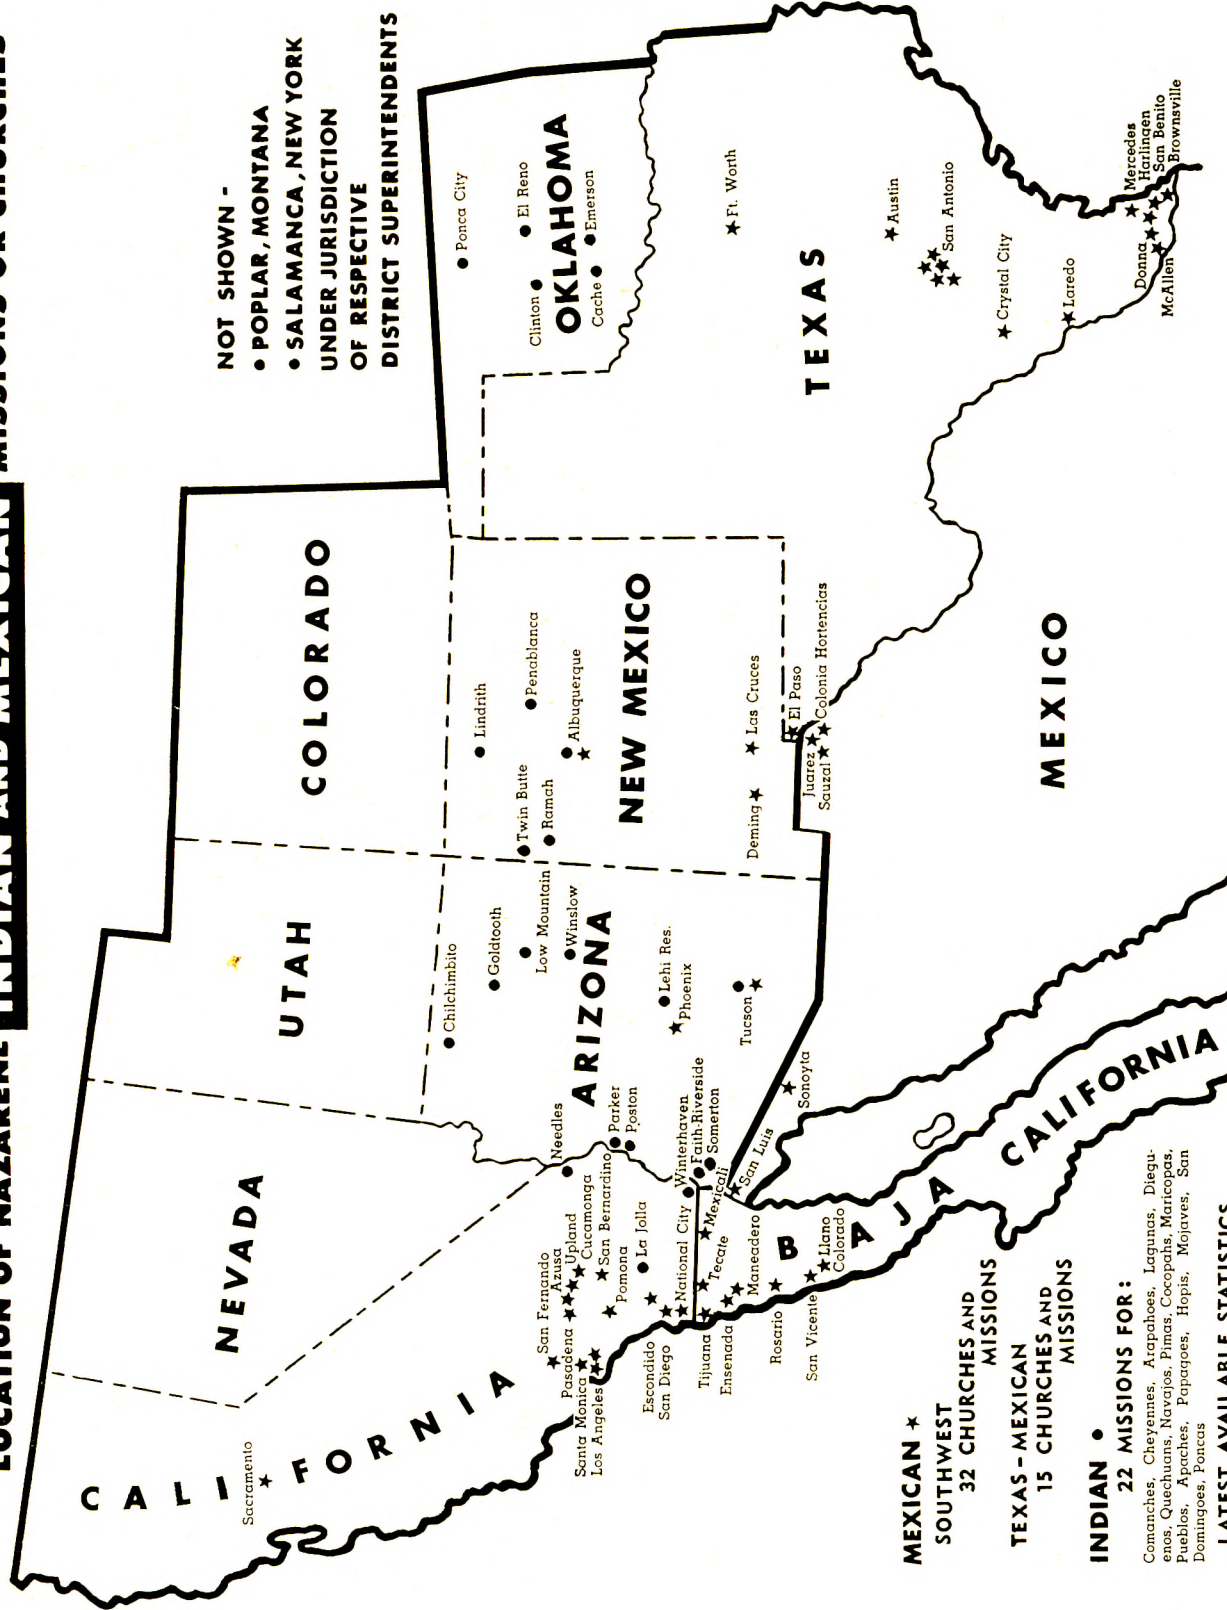 LOCATION OF NAZARENE INDIAN AND MEXICAN MISSIONS OR CHURCHES
NOT SHOWN -
• POPLAR, MONTANA
• SALAMANCA, NEW YORK
UNDER JURISDICTION
OF RESPECTIVE
DISTRICT SUPERINTENDENTS
CALIFORNIA
NEVADA
UTAH
COLORADO
ARIZONA
NEW MEXICO
OKLAHOMA
TEXAS
MEXICO
BAJA CALIFORNIA
Sacramento
San Fernando
Azusa
Upland
Cucamonga
Pasadena
San Bernardino
Santa Monica
Los Angeles
Pomona
La Jolla
Escondido
San Diego
National City
Needles
Parker
Poston
Winterhaven
Faith-Riverside
Somerton
Tijuana
Tecate
Mexicali
San Luis
Ensenada
Maneadero
Rosario
San Vicente
Llano
Colorado
Sonoyta
Chilchimbito
Goldtooth
Low Mountain
Winslow
Lehi Res.
Phoenix
Tucson
Lindrith
Penablanca
Twin Butte
Ramah
Albuquerque
Deming
Las Cruces
El Paso
Juarez
Sauzal
Colonia Hortencias
Ponca City
El Reno
Clinton
Emerson
Cache
Ft. Worth
Austin
San Antonio
Crystal City
Laredo
Mercedes
Harlingen
San Benito
Brownsville
Donna
McAllen
MEXICAN ★
SOUTHWEST
32 CHURCHES AND
MISSIONS
TEXAS-MEXICAN
15 CHURCHES AND
MISSIONS
INDIAN •
22 MISSIONS FOR:
Comanches, Cheyennes, Arapahoes, Lagunas, Diegu-
enos, Quechuans, Navajos, Pimas, Cocopahs, Maricopas,
Pueblos, Apaches, Papagoes, Hopis, Mojaves, San
Domingoes, Poncas
LATEST AVAILABLE STATISTICS